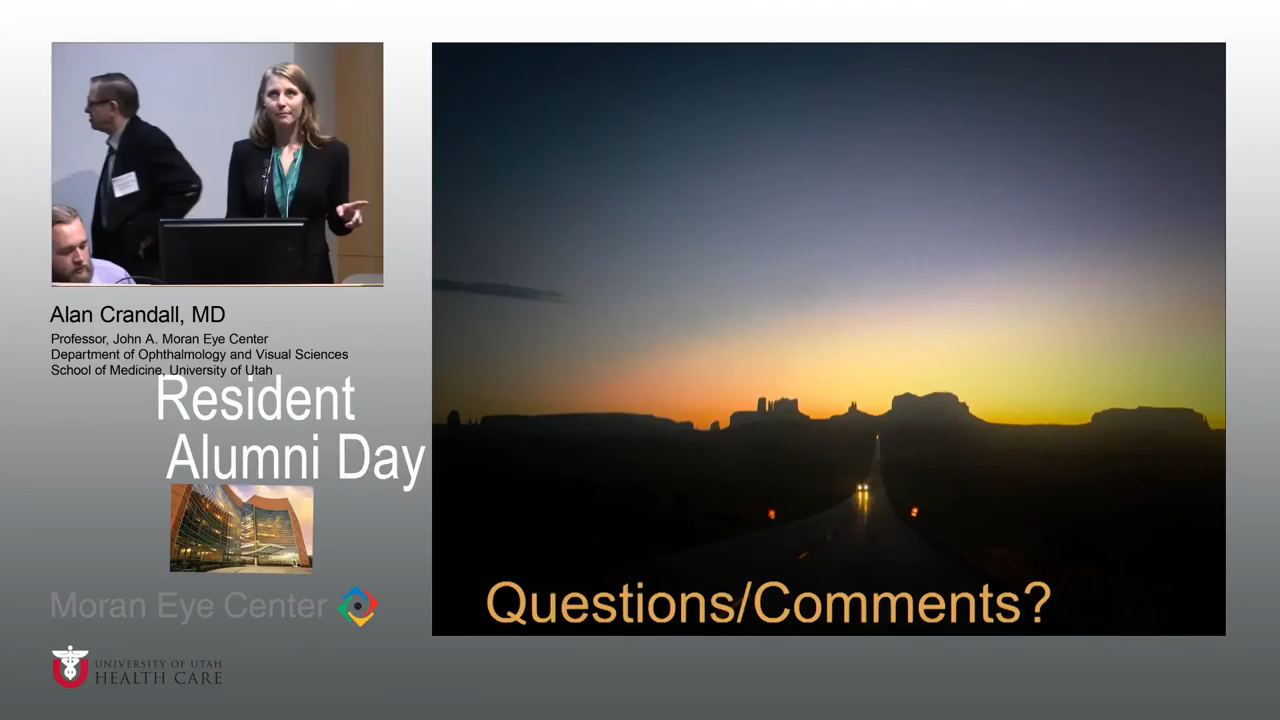 Alan Crandall, MD
Professor, John A. Moran Eye Center
Department of Ophthalmology and Visual Sciences
School of Medicine, University of Utah
Resident
Alumni Day
Moran Eye Center
UNIVERSITY OF UTAH
HEALTH CARE
Questions/Comments?